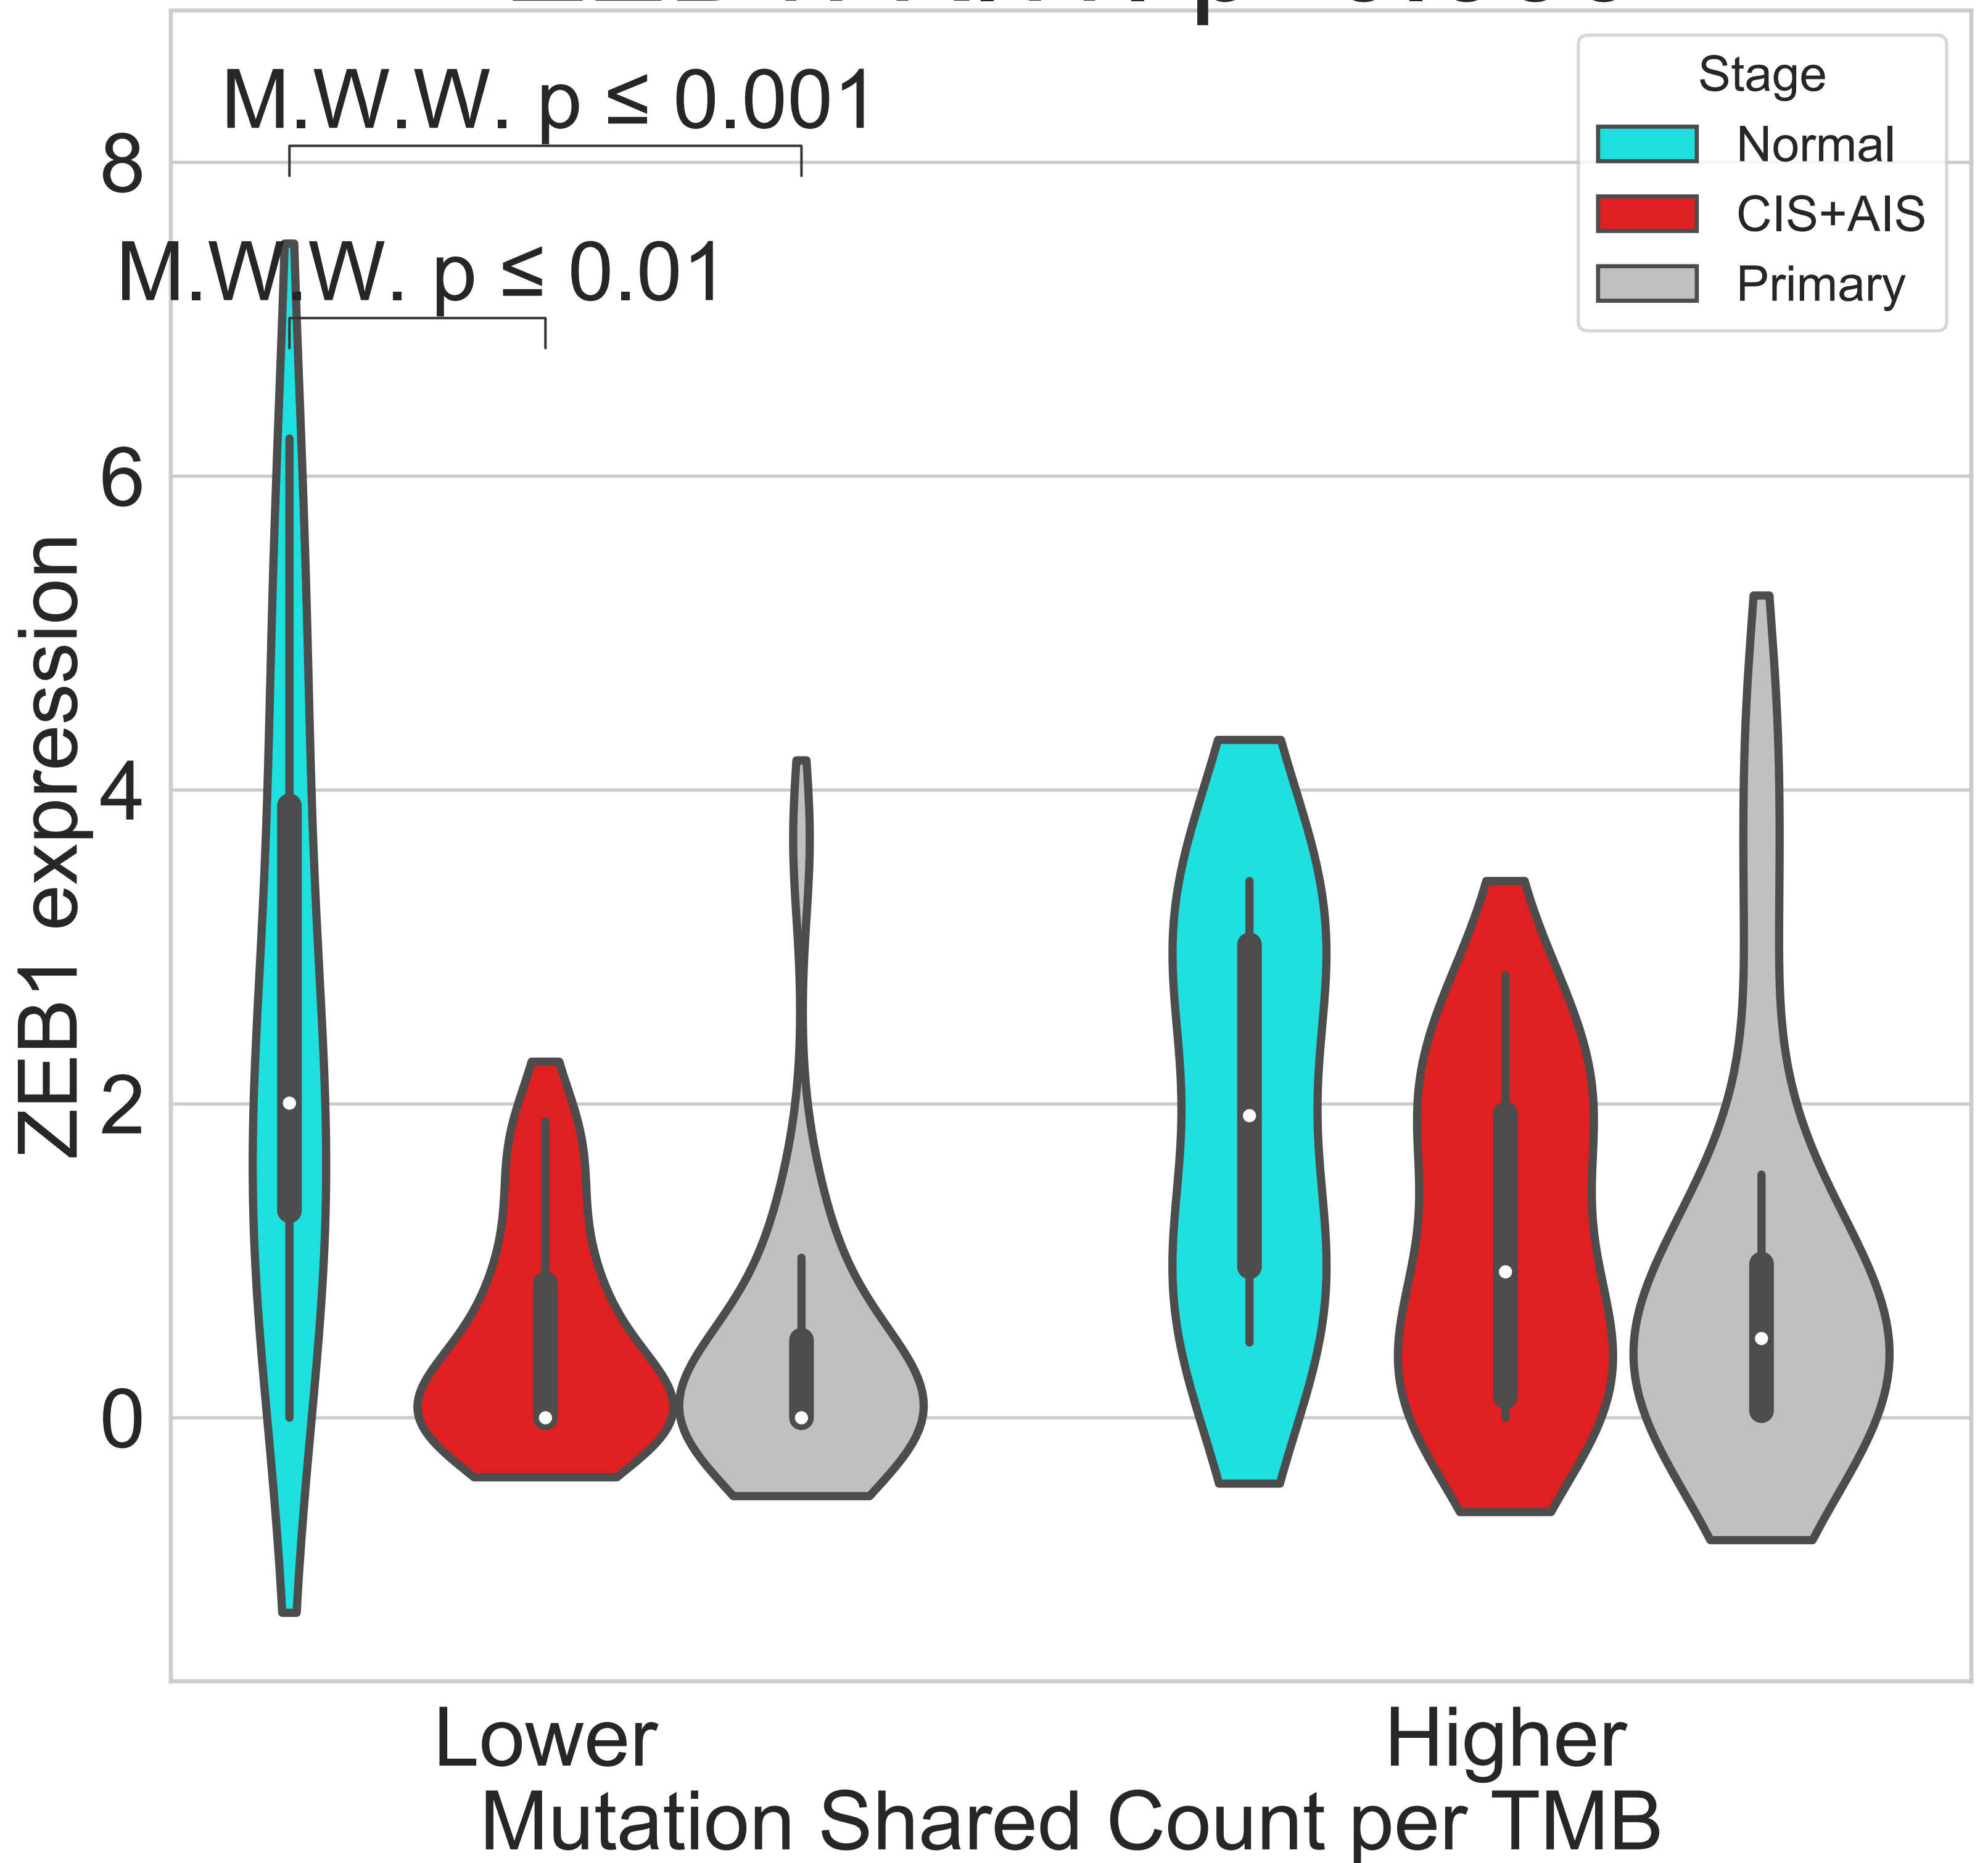 M.W.W. p ≤ 0.001
M.W.W. p ≤ 0.01
Stage
Normal
CIS+AIS
Primary
8
6
4
2
0
ZEB1 expression
Lower
Higher
Mutation Shared Count per TMB